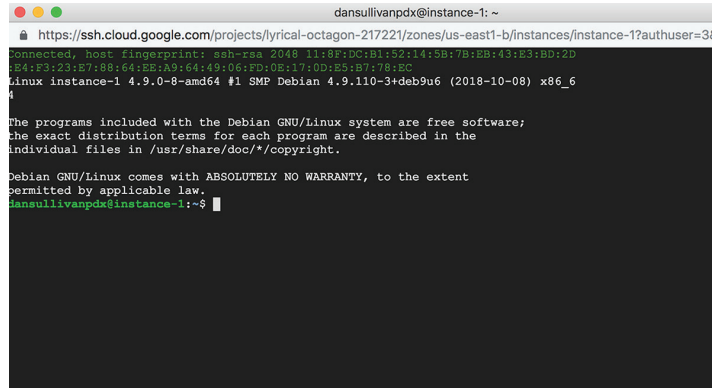 dansullivanpdx@instance-1: ~
https://ssh.cloud.google.com/projects/lyrical-octagon-217221/zones/us-east1-b/instances/instance-1?authuser=3&
Connected, host fingerprint: ssh-rsa 2048 11:8F:DC:B1:52:14:5B:7B:EB:43:E3:BD:2D
:E4:F3:23:E7:88:64:EE:A9:64:49:06:FD:0E:17:0D:E5:B7:78:EC
Linux instance-1 4.9.0-8-amd64 #1 SMP Debian 4.9.110-3+deb9u6 (2018-10-08) x86_6
4
The programs included with the Debian GNU/Linux system are free software;
the exact distribution terms for each program are described in the
individual files in /usr/share/doc/*/copyright.
Debian GNU/Linux comes with ABSOLUTELY NO WARRANTY, to the extent
permitted by applicable law.
dansullivanpdx@instance-1:~$